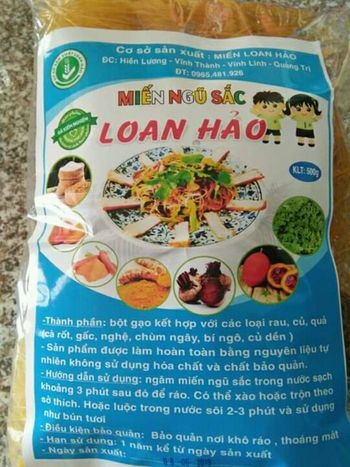 Cơ sở sản xuất : MIẾN LOAN HẢO
ĐC: Hiền Lương - Vĩnh Thành - Vĩnh Linh - Quảng Trị
ĐT: 0965.481.928
MIẾN NGŨ SẮC
LOAN HẢO
KLT: 500g
-Thành phần: bột gạo kết hợp với các loại rau, củ, quả
(cà rốt, gấc, nghệ, chùm ngây, bí ngô, củ dền )
- Sản phẩm được làm hoàn toàn bằng nguyên liệu tự
nhiên không sử dụng hóa chất và chất bảo quản.
-Hướng dẫn sử dụng: ngâm miến ngũ sắc trong nước sạch
khoảng 3 phút sau đó để ráo. Có thể xào hoặc trộn theo
sở thích. Hoặc luộc trong nước sôi 2-3 phút và sử dụng
như bún tươi
- Điều kiện bảo quản: Bảo quản nơi khô ráo , thoáng mát
- Hạn sử dụng: 1 năm kể từ ngày sản xuất
- Ngày sản xuất: